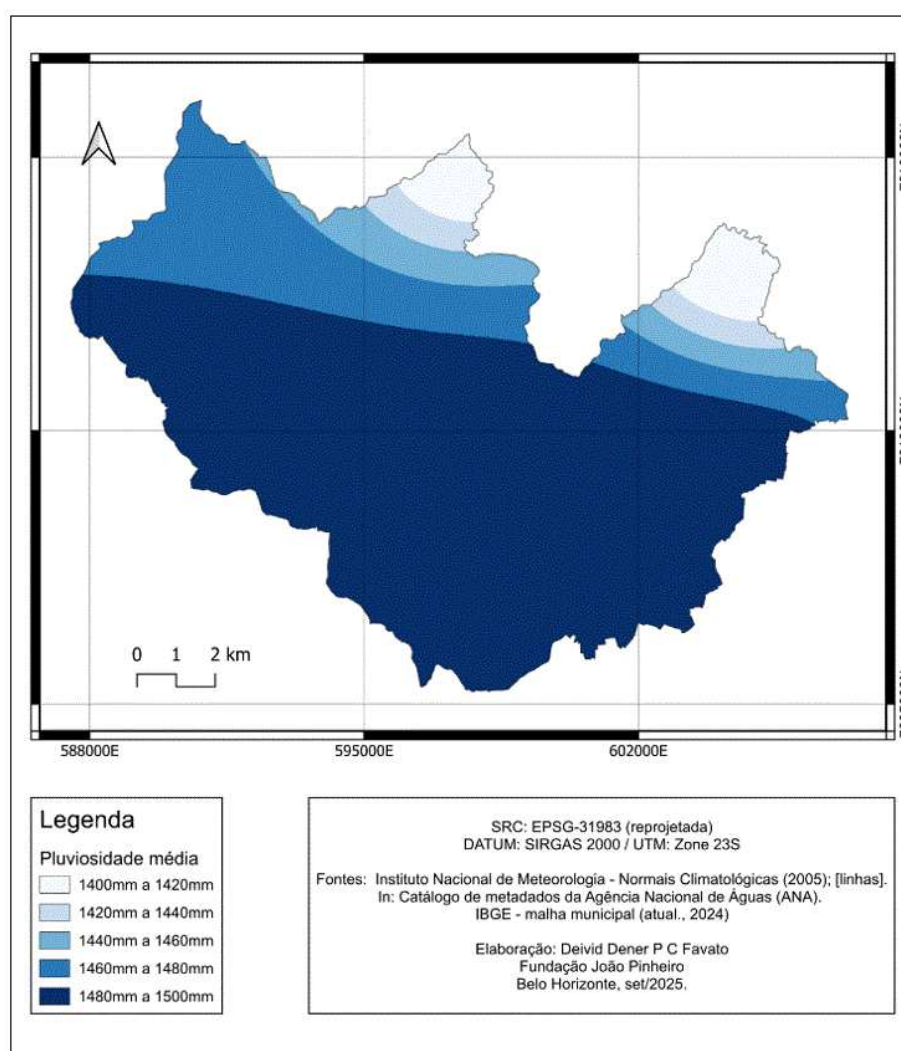 0 1 2 km
588000E 595000E 602000E
Legenda
Pluviosidade média
1400mm a 1420mm
1420mm a 1440mm
1440mm a 1460mm
1460mm a 1480mm
1480mm a 1500mm
SRC: EPSG-31983 (reprojetada)
DATUM: SIRGAS 2000 / UTM: Zone 23S
Fontes: Instituto Nacional de Meteorologia - Normais Climatológicas (2005); [linhas].
In: Catálogo de metadados da Agência Nacional de Águas (ANA).
IBGE - malha municipal (atual., 2024)
Elaboração: Deivid Dener P C Favato
Fundação João Pinheiro
Belo Horizonte, set/2025.